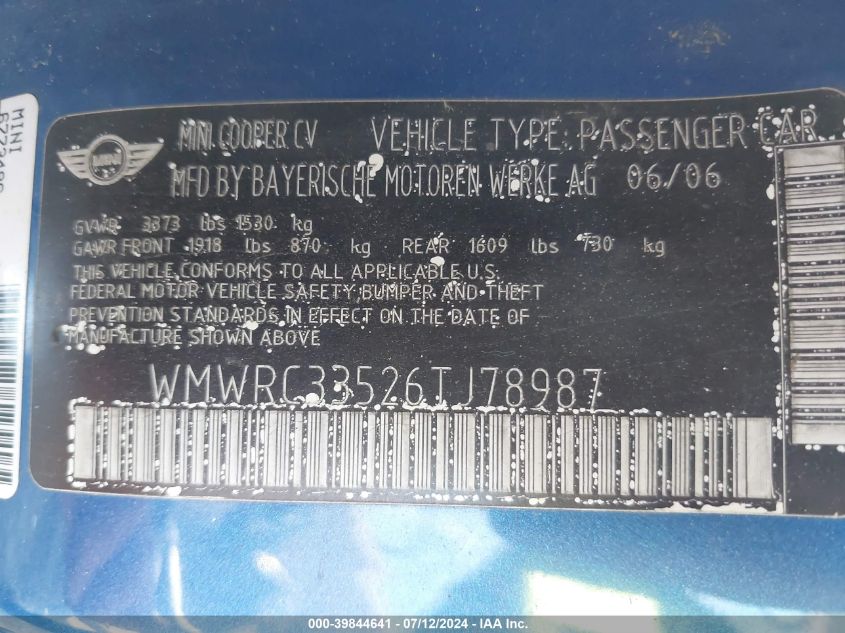 MINI
MINI COOPER CV VEHICLE TYPE: PASSENGER CAR
MFD BY BAYERISCHE MOTOREN WERKE AG 06/06
GVWR 3373 lbs 1530 kg
GAWR FRONT 1918 lbs 870 kg REAR 1609 lbs 730 kg
THIS VEHICLE CONFORMS TO ALL APPLICABLE U.S.
FEDERAL MOTOR VEHICLE SAFETY, BUMPER AND THEFT
PREVENTION STANDARDS IN EFFECT ON THE DATE OF
MANUFACTURE SHOWN ABOVE
WMWRC33526TJ78987
MINI
000-39844641 - 07/12/2024 - IAA Inc.